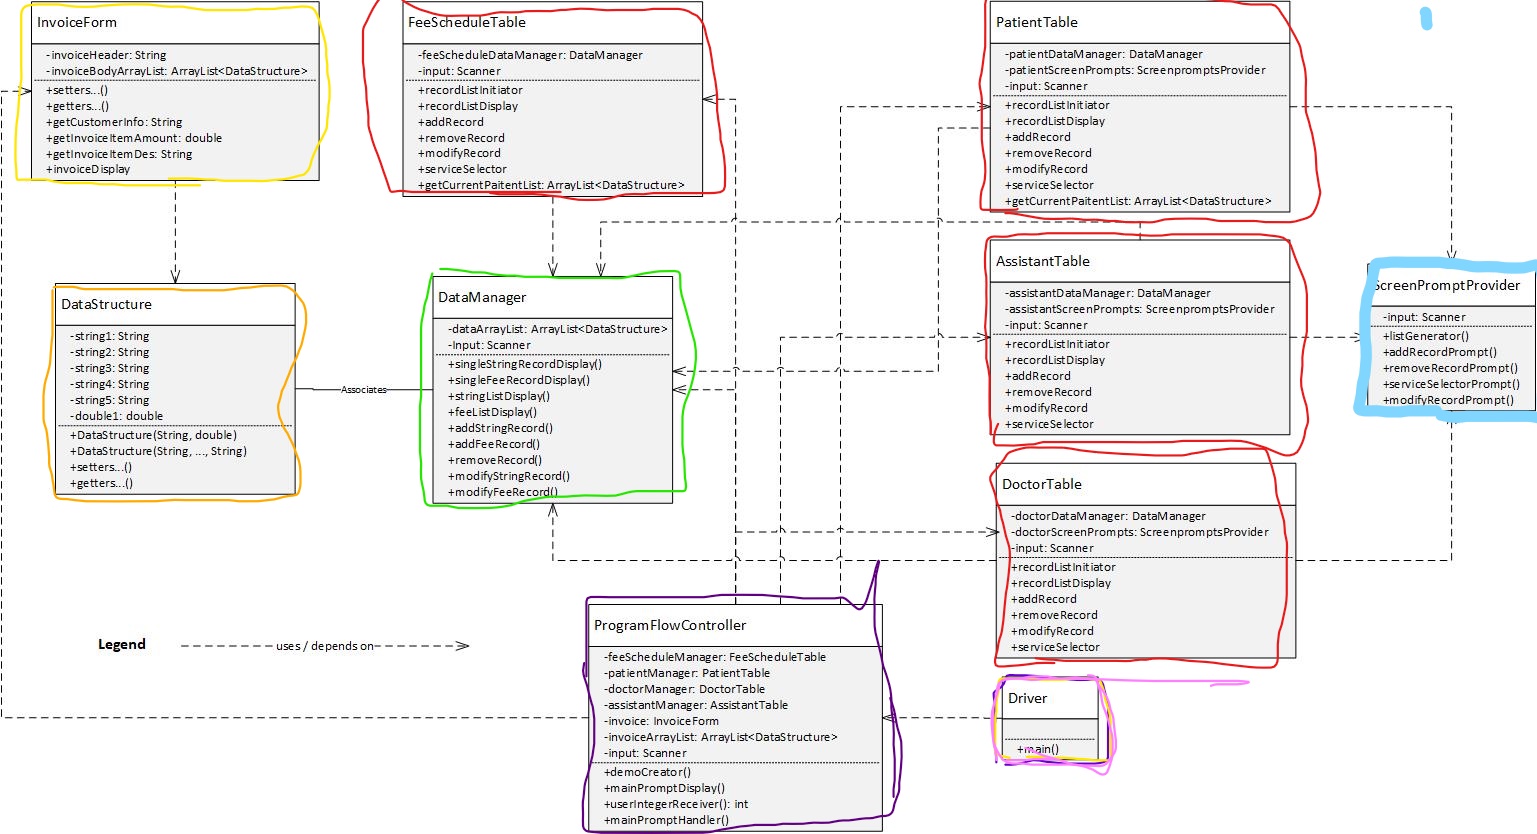 InvoiceForm
-invoiceHeader: String
-invoiceBodyArrayList: ArrayList<DataStructure>
+setters...()
+getters...()
+getCustomerInfo: String
+getInvoiceItemAmount: double
+getInvoiceItemDes: String
+invoiceDisplay
FeeScheduleTable
-feeScheduleDataManager: DataManager
-input: Scanner
+recordListInitiator
+recordListDisplay
+addRecord
+removeRecord
+modifyRecord
+serviceSelector
+getCurrentPaitentList: ArrayList<DataStructure>
PatientTable
-patientDataManager: DataManager
-patientScreenPrompts: ScreenpromptsProvider
-input: Scanner
+recordListInitiator
+recordListDisplay
+addRecord
+removeRecord
+modifyRecord
+serviceSelector
+getCurrentPaitentList: ArrayList<DataStructure>
DataStructure
-string1: String
-string2: String
-string3: String
-string4: String
-string5: String
-double1: double
+DataStructure(String, double)
+DataStructure(String, ..., String)
+setters...()
+getters...()
Associates
DataManager
-dataArrayList: ArrayList<DataStructure>
-Input: Scanner
+singleStringRecordDisplay()
+singleFeeRecordDisplay()
+stringListDisplay()
+feeListDisplay()
+addStringRecord()
+addFeeRecord()
+removeRecord()
+modifyStringRecord()
+modifyFeeRecord()
AssistantTable
-assistantDataManager: DataManager
-assistantScreenPrompts: ScreenpromptsProvider
-input: Scanner
+recordListInitiator
+recordListDisplay
+addRecord
+removeRecord
+modifyRecord
+serviceSelector
ScreenPromptProvider
-input: Scanner
+listGenerator()
+addRecordPrompt()
+removeRecordPrompt()
+serviceSelectorPrompt()
+modifyRecordPrompt()
DoctorTable
-doctorDataManager: DataManager
-doctorScreenPrompts: ScreenpromptsProvider
-input: Scanner
+recordListInitiator
+recordListDisplay
+addRecord
+removeRecord
+modifyRecord
+serviceSelector
Legend
uses / depends on
ProgramFlowController
-feeScheduleManager: FeeScheduleTable
-patientManager: PatientTable
-doctorManager: DoctorTable
-assistantManager: AssistantTable
-invoice: InvoiceForm
-invoiceArrayList: ArrayList<DataStructure>
-input: Scanner
+demoCreator()
+mainPromptDisplay()
+userIntegerReceiver(): int
+mainPromptHandler()
Driver
+main()